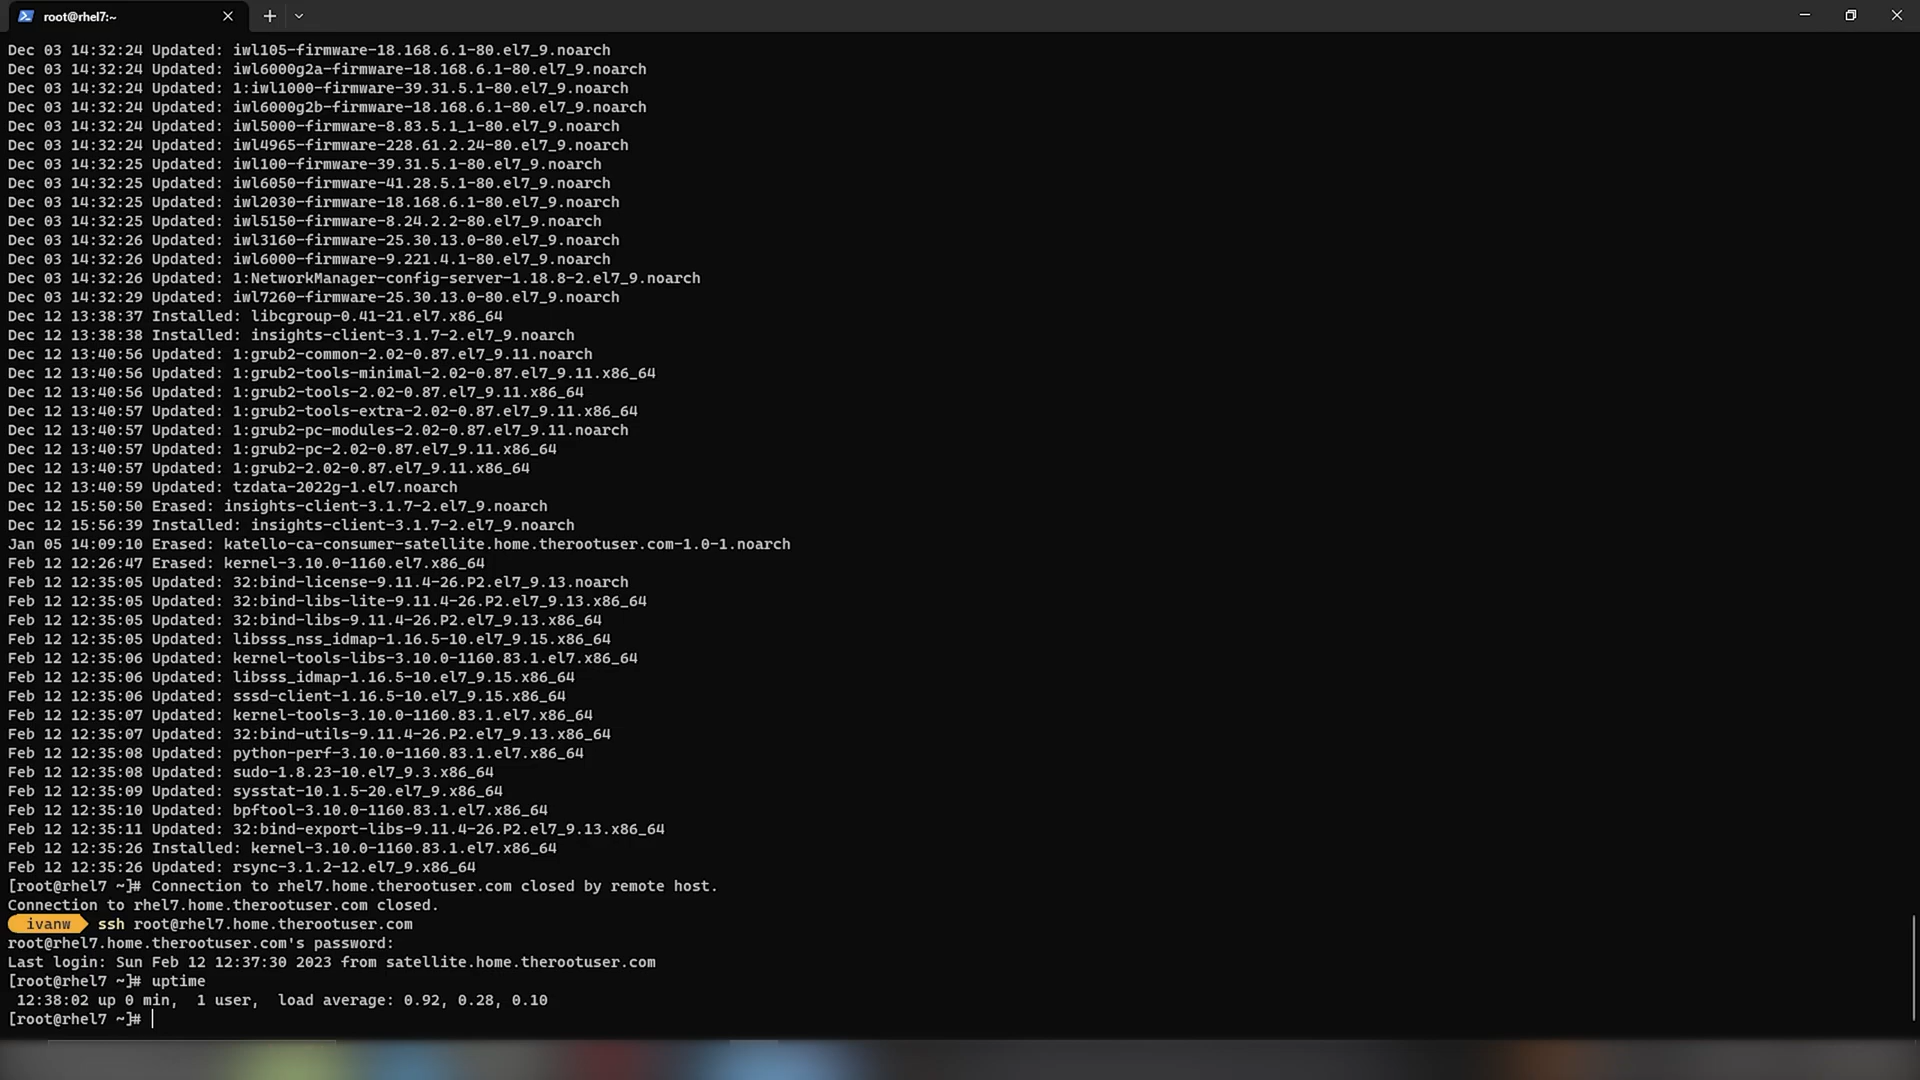 root@rhel7:~
Dec 03 14:32:24 Updated: iwl105-firmware-18.168.6.1-80.el7_9.noarch
Dec 03 14:32:24 Updated: iwl6000g2a-firmware-18.168.6.1-80.el7_9.noarch
Dec 03 14:32:24 Updated: 1:iwl1000-firmware-39.31.5.1-80.el7_9.noarch
Dec 03 14:32:24 Updated: iwl6000g2b-firmware-18.168.6.1-80.el7_9.noarch
Dec 03 14:32:24 Updated: iwl5000-firmware-8.83.5.1_1-80.el7_9.noarch
Dec 03 14:32:24 Updated: iwl4965-firmware-228.61.2.24-80.el7_9.noarch
Dec 03 14:32:25 Updated: iwl100-firmware-39.31.5.1-80.el7_9.noarch
Dec 03 14:32:25 Updated: iwl6050-firmware-41.28.5.1-80.el7_9.noarch
Dec 03 14:32:25 Updated: iwl2030-firmware-18.168.6.1-80.el7_9.noarch
Dec 03 14:32:25 Updated: iwl5150-firmware-8.24.2.2-80.el7_9.noarch
Dec 03 14:32:26 Updated: iwl3160-firmware-25.30.13.0-80.el7_9.noarch
Dec 03 14:32:26 Updated: iwl6000-firmware-9.221.4.1-80.el7_9.noarch
Dec 03 14:32:26 Updated: 1:NetworkManager-config-server-1.18.8-2.el7_9.noarch
Dec 03 14:32:29 Updated: iwl7260-firmware-25.30.13.0-80.el7_9.noarch
Dec 12 13:38:37 Installed: libcgroup-0.41-21.el7.x86_64
Dec 12 13:38:38 Installed: insights-client-3.1.7-2.el7_9.noarch
Dec 12 13:40:56 Updated: 1:grub2-common-2.02-0.87.el7_9.11.noarch
Dec 12 13:40:56 Updated: 1:grub2-tools-minimal-2.02-0.87.el7_9.11.x86_64
Dec 12 13:40:56 Updated: 1:grub2-tools-2.02-0.87.el7_9.11.x86_64
Dec 12 13:40:57 Updated: 1:grub2-tools-extra-2.02-0.87.el7_9.11.x86_64
Dec 12 13:40:57 Updated: 1:grub2-pc-modules-2.02-0.87.el7_9.11.noarch
Dec 12 13:40:57 Updated: 1:grub2-pc-2.02-0.87.el7_9.11.x86_64
Dec 12 13:40:57 Updated: 1:grub2-2.02-0.87.el7_9.11.x86_64
Dec 12 13:40:59 Updated: tzdata-2022g-1.el7.noarch
Dec 12 15:50:50 Erased: insights-client-3.1.7-2.el7_9.noarch
Dec 12 15:56:39 Installed: insights-client-3.1.7-2.el7_9.noarch
Jan 05 14:09:10 Erased: katello-ca-consumer-satellite.home.therootuser.com-1.0-1.noarch
Feb 12 12:26:47 Erased: kernel-3.10.0-1160.el7.x86_64
Feb 12 12:35:05 Updated: 32:bind-license-9.11.4-26.P2.el7_9.13.noarch
Feb 12 12:35:05 Updated: 32:bind-libs-lite-9.11.4-26.P2.el7_9.13.x86_64
Feb 12 12:35:05 Updated: 32:bind-libs-9.11.4-26.P2.el7_9.13.x86_64
Feb 12 12:35:05 Updated: libsss_nss_idmap-1.16.5-10.el7_9.15.x86_64
Feb 12 12:35:06 Updated: kernel-tools-libs-3.10.0-1160.83.1.el7.x86_64
Feb 12 12:35:06 Updated: libsss_idmap-1.16.5-10.el7_9.15.x86_64
Feb 12 12:35:06 Updated: sssd-client-1.16.5-10.el7_9.15.x86_64
Feb 12 12:35:07 Updated: kernel-tools-3.10.0-1160.83.1.el7.x86_64
Feb 12 12:35:07 Updated: 32:bind-utils-9.11.4-26.P2.el7_9.13.x86_64
Feb 12 12:35:08 Updated: python-perf-3.10.0-1160.83.1.el7.x86_64
Feb 12 12:35:08 Updated: sudo-1.8.23-10.el7_9.3.x86_64
Feb 12 12:35:09 Updated: sysstat-10.1.5-20.el7_9.x86_64
Feb 12 12:35:10 Updated: bpftool-3.10.0-1160.83.1.el7.x86_64
Feb 12 12:35:11 Updated: 32:bind-export-libs-9.11.4-26.P2.el7_9.13.x86_64
Feb 12 12:35:26 Installed: kernel-3.10.0-1160.83.1.el7.x86_64
Feb 12 12:35:26 Updated: rsync-3.1.2-12.el7_9.x86_64
[root@rhel7 ~]# Connection to rhel7.home.therootuser.com closed by remote host.
Connection to rhel7.home.therootuser.com closed.
ivanw ssh root@rhel7.home.therootuser.com
root@rhel7.home.therootuser.com's password:
Last login: Sun Feb 12 12:37:30 2023 from satellite.home.therootuser.com
[root@rhel7 ~]# uptime
 12:38:02 up 0 min,  1 user,  load average: 0.92, 0.28, 0.10
[root@rhel7 ~]#